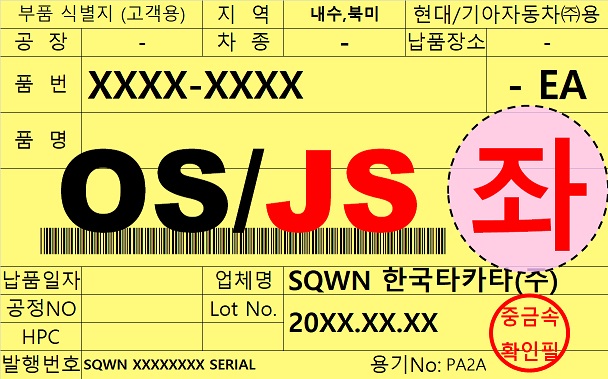 부품 식별지 (고객용) 지 역 내수,북미 현대/기아자동차㈜용
공 장 - 차 종 - 납품장소 -
품 번 XXXX-XXXX - EA
품 명
OS/JS 좌
납품일자 업체명 SQWN 한국타카타(주)
공정NO Lot No. 20XX.XX.XX
중금속
확인필
HPC
발행번호 SQWN XXXXXXXX SERIAL 용기No: PA2A